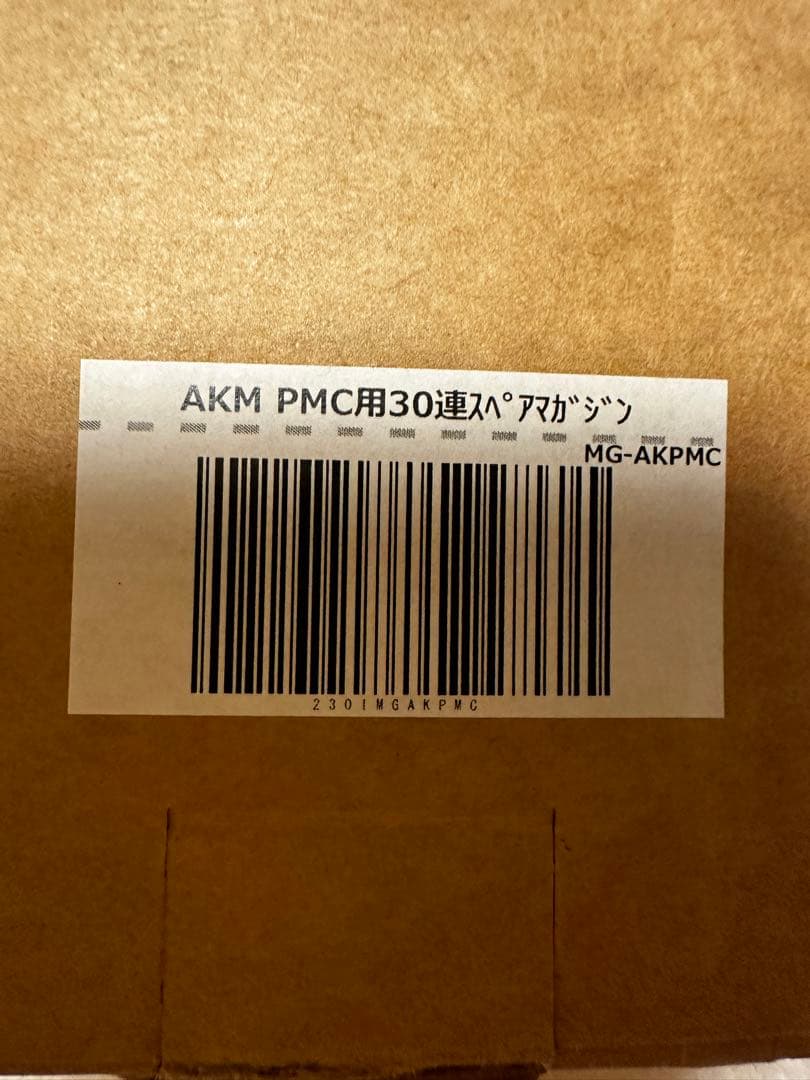 AKM PMC用30連ｽﾍﾟｱﾏｶﾞｼﾞﾝ
MG-AKPMC
2301MGAKPMC